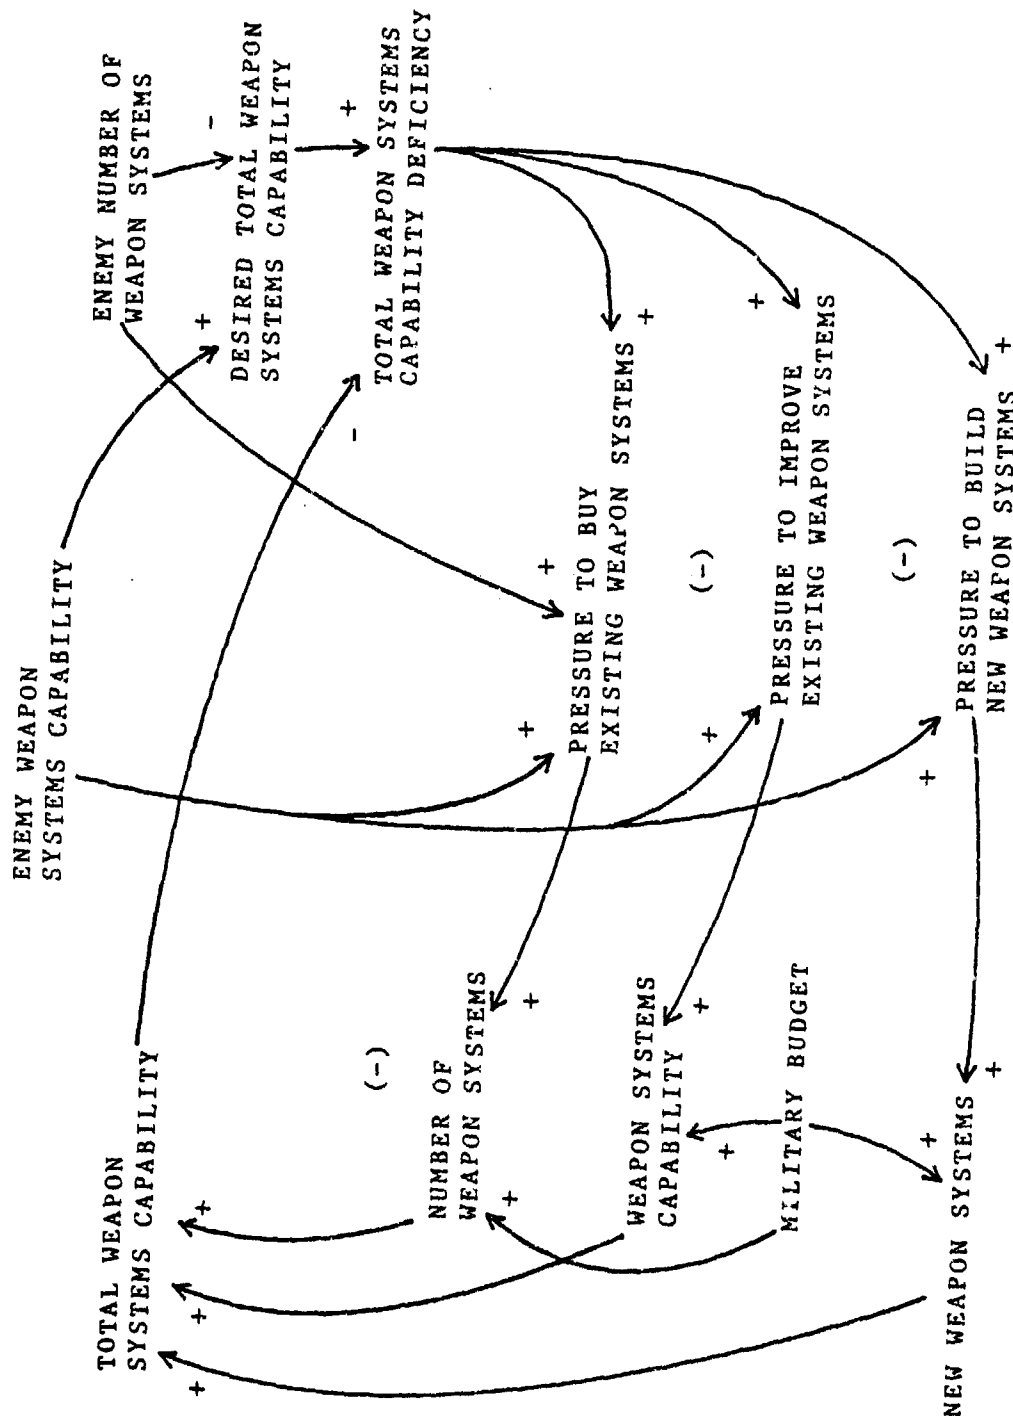 ENEMY WEAPON
SYSTEMS CAPABILITY
ENEMY NUMBER OF
WEAPON SYSTEMS
TOTAL WEAPON
SYSTEMS CAPABILITY
+
-
DESIRED TOTAL WEAPON
SYSTEMS CAPABILITY
+
+
+
+
-
TOTAL WEAPON SYSTEMS
CAPABILITY DEFICIENCY
(-)
NUMBER OF
WEAPON SYSTEMS
+
+
+
+
PRESSURE TO BUY
EXISTING WEAPON SYSTEMS
+
WEAPON SYSTEMS
CAPABILITY
+
+
(-)
+
+
PRESSURE TO IMPROVE
EXISTING WEAPON SYSTEMS
MILITARY BUDGET
(-)
+
+
NEW WEAPON SYSTEMS
+
PRESSURE TO BUILD
NEW WEAPON SYSTEMS
+